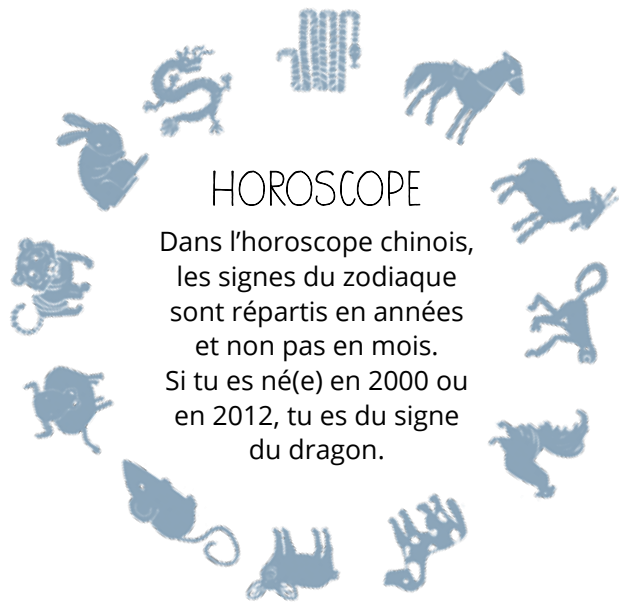 HOROSCOPE
Dans l’horoscope chinois,
les signes du zodiaque
sont répartis en années
et non pas en mois.
Si tu es né(e) en 2000 ou
en 2012, tu es du signe
du dragon.